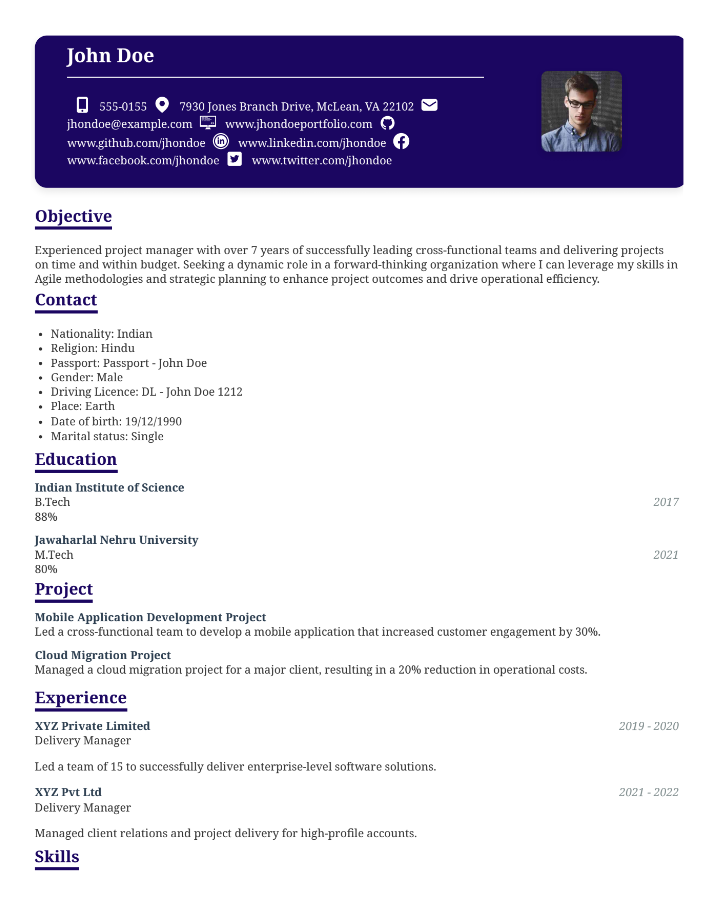 John Doe
555-0155 7930 Jones Branch Drive, McLean, VA 22102
jhondoe@example.com www.jhondoeportfolio.com
www.github.com/jhondoe www.linkedin.com/jhondoe
www.facebook.com/jhondoe www.twitter.com/jhondoe
Objective
Experienced project manager with over 7 years of successfully leading cross-functional teams and delivering projects
on time and within budget. Seeking a dynamic role in a forward-thinking organization where I can leverage my skills in
Agile methodologies and strategic planning to enhance project outcomes and drive operational efficiency.
Contact
• Nationality: Indian
• Religion: Hindu
• Passport: Passport - John Doe
• Gender: Male
• Driving Licence: DL - John Doe 1212
• Place: Earth
• Date of birth: 19/12/1990
• Marital status: Single
Education
Indian Institute of Science
B.Tech 2017
88%
Jawaharlal Nehru University
M.Tech 2021
80%
Project
Mobile Application Development Project
Led a cross-functional team to develop a mobile application that increased customer engagement by 30%.
Cloud Migration Project
Managed a cloud migration project for a major client, resulting in a 20% reduction in operational costs.
Experience
XYZ Private Limited 2019 - 2020
Delivery Manager
Led a team of 15 to successfully deliver enterprise-level software solutions.
XYZ Pvt Ltd 2021 - 2022
Delivery Manager
Managed client relations and project delivery for high-profile accounts.
Skills